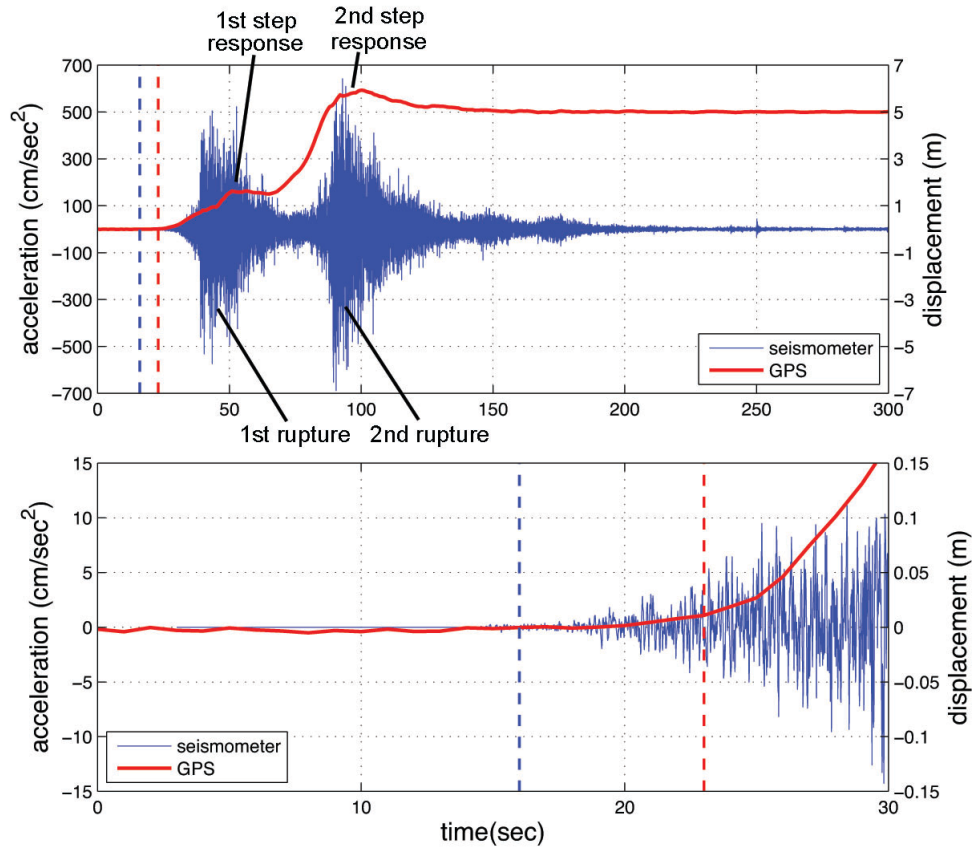 1st step
response
2nd step
response
700
500
300
100
−100
−300
−500
−700
acceleration (cm/sec²)
7
5
3
1
−1
−3
−5
−7
displacement (m)
seismometer
GPS
0
50
100
150
200
250
300
1st rupture
2nd rupture
15
10
5
0
−5
−10
−15
acceleration (cm/sec²)
0.15
0.1
0.05
0
−0.05
−0.1
−0.15
displacement (m)
seismometer
GPS
0
10
20
30
time(sec)